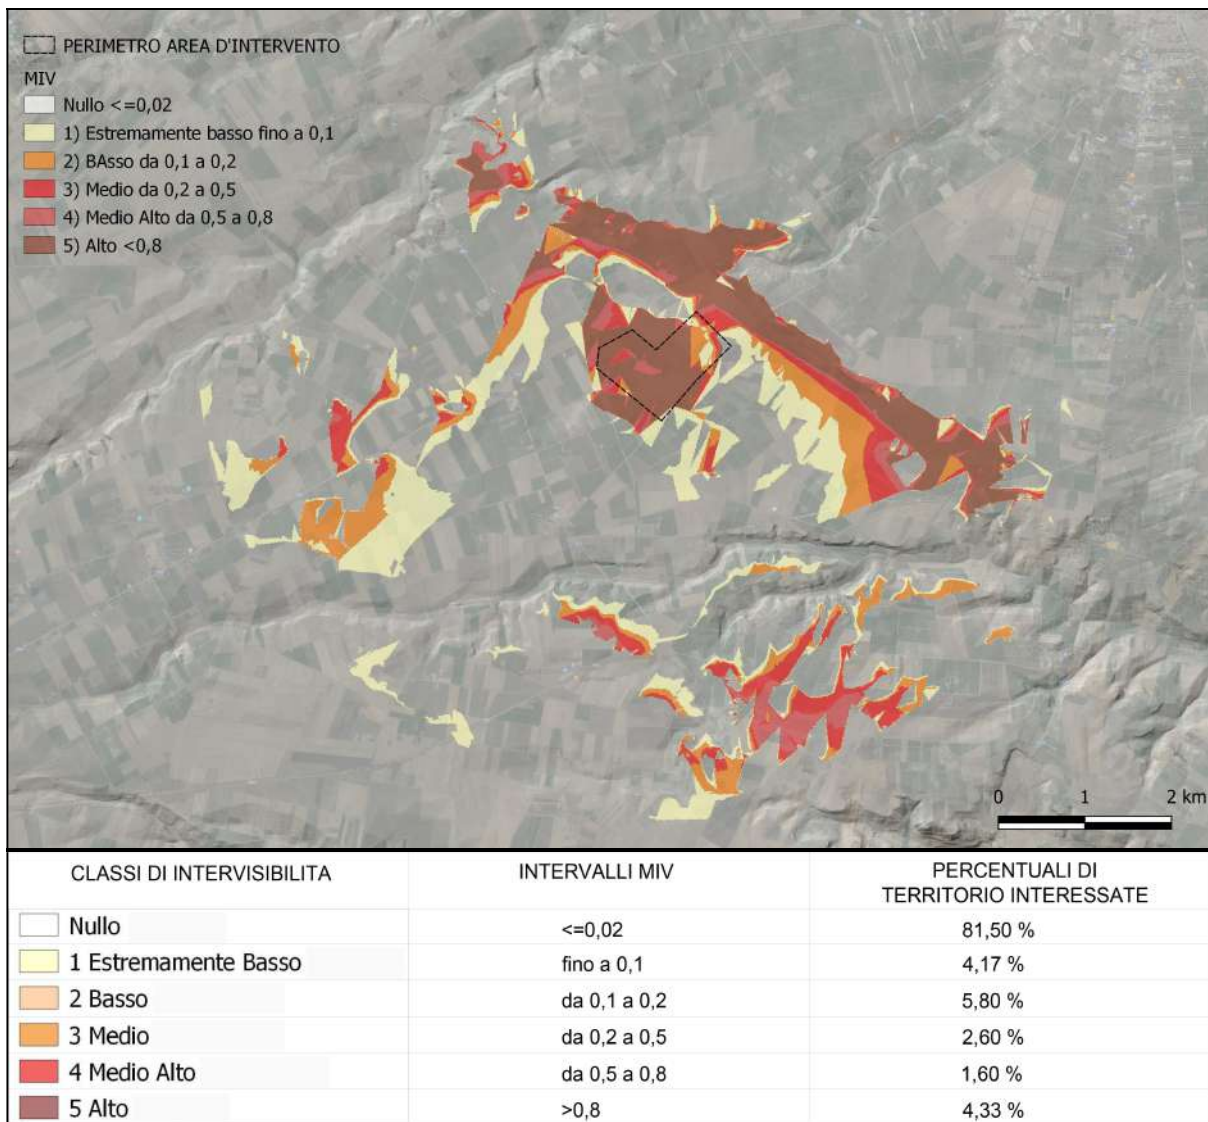 PERIMETRO AREA D'INTERVENTO
MIV
Nullo <=0,02
1) Estremamente basso fino a 0,1
2) BAsso da 0,1 a 0,2
3) Medio da 0,2 a 0,5
4) Medio Alto da 0,5 a 0,8
5) Alto <0,8
0 1 2 km
CLASSI DI INTERVISIBILITA INTERVALLI MIV PERCENTUALI DI
TERRITORIO INTERESSATE
Nullo <=0,02 81,50 %
1 Estremamente Basso fino a 0,1 4,17 %
2 Basso da 0,1 a 0,2 5,80 %
3 Medio da 0,2 a 0,5 2,60 %
4 Medio Alto da 0,5 a 0,8 1,60 %
5 Alto >0,8 4,33 %